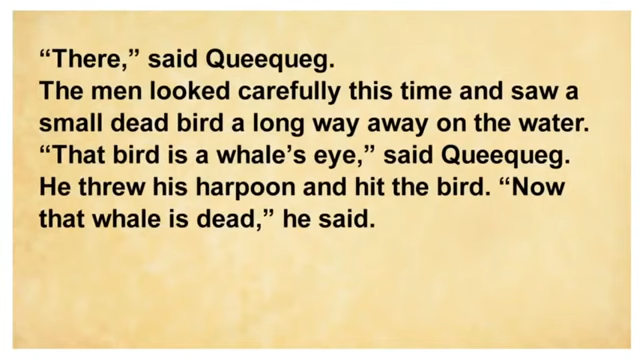 “There,” said Queequeg.
The men looked carefully this time and saw a
small dead bird a long way away on the water.
“That bird is a whale’s eye,” said Queequeg.
He threw his harpoon and hit the bird. “Now
that whale is dead,” he said.